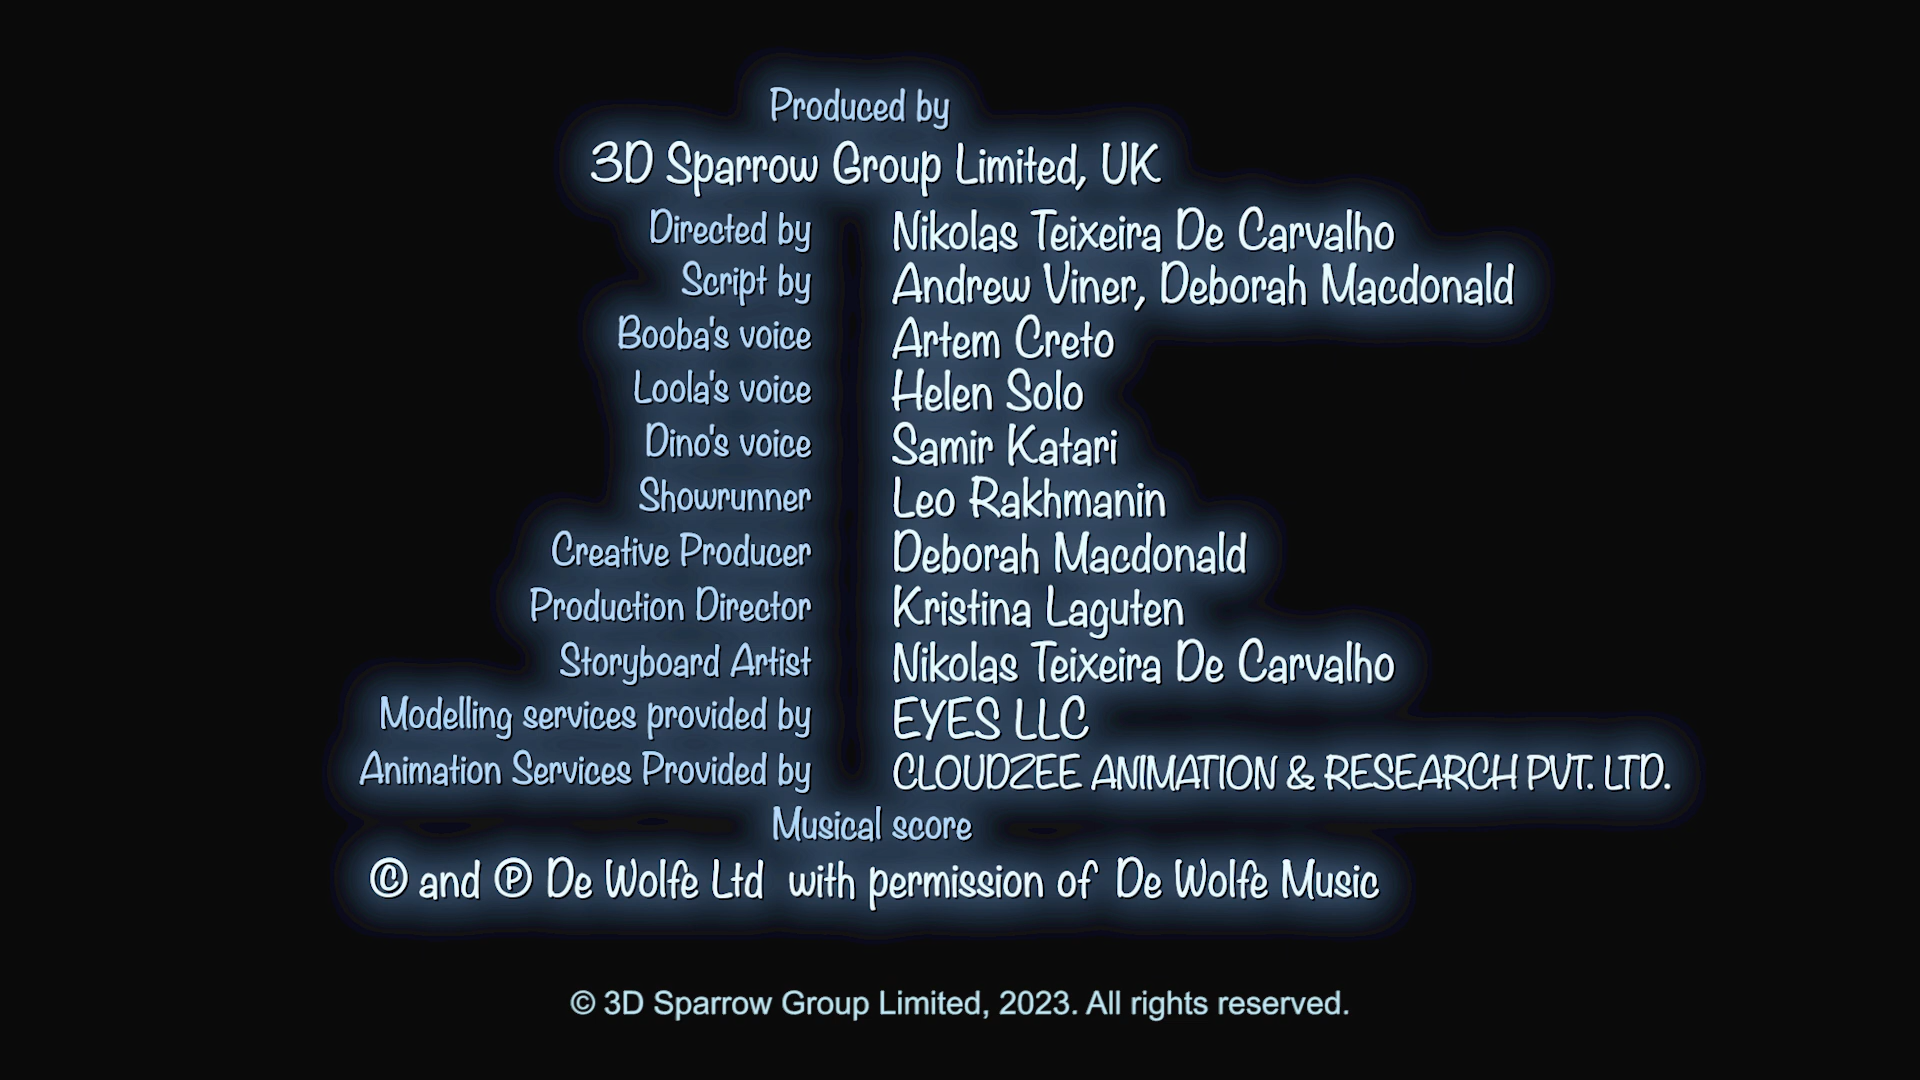 Produced by
3D Sparrow Group Limited, UK
Directed by Nikolas Teixeira De Carvalho
Script by Andrew Viner, Deborah Macdonald
Booba's voice Artem Creto
Loola's voice Helen Solo
Dino's voice Samir Katari
Showrunner Leo Rakhmanin
Creative Producer Deborah Macdonald
Production Director Kristina Laguten
Storyboard Artist Nikolas Teixeira De Carvalho
Modelling services provided by EYES LLC
Animation Services Provided by CLOUDZEE ANIMATION & RESEARCH PVT. LTD.
Musical score
© and ℗ De Wolfe Ltd with permission of De Wolfe Music
© 3D Sparrow Group Limited, 2023. All rights reserved.